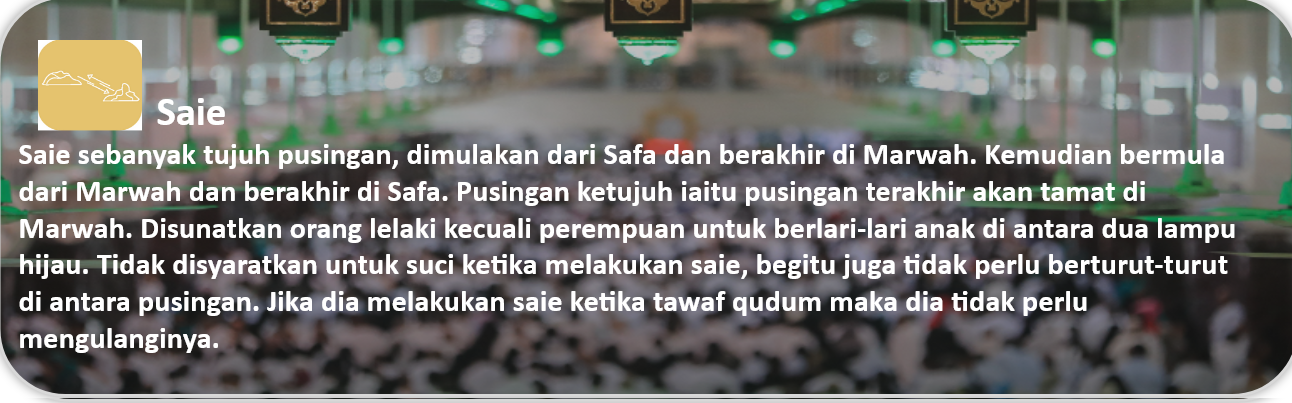 Saie
Saie sebanyak tujuh pusingan, dimulakan dari Safa dan berakhir di Marwah. Kemudian bermula
dari Marwah dan berakhir di Safa. Pusingan ketujuh iaitu pusingan terakhir akan tamat di
Marwah. Disunatkan orang lelaki kecuali perempuan untuk berlari-lari anak di antara dua lampu
hijau. Tidak disyaratkan untuk suci ketika melakukan saie, begitu juga tidak perlu berturut-turut
di antara pusingan. Jika dia melakukan saie ketika tawaf qudum maka dia tidak perlu
mengulanginya.